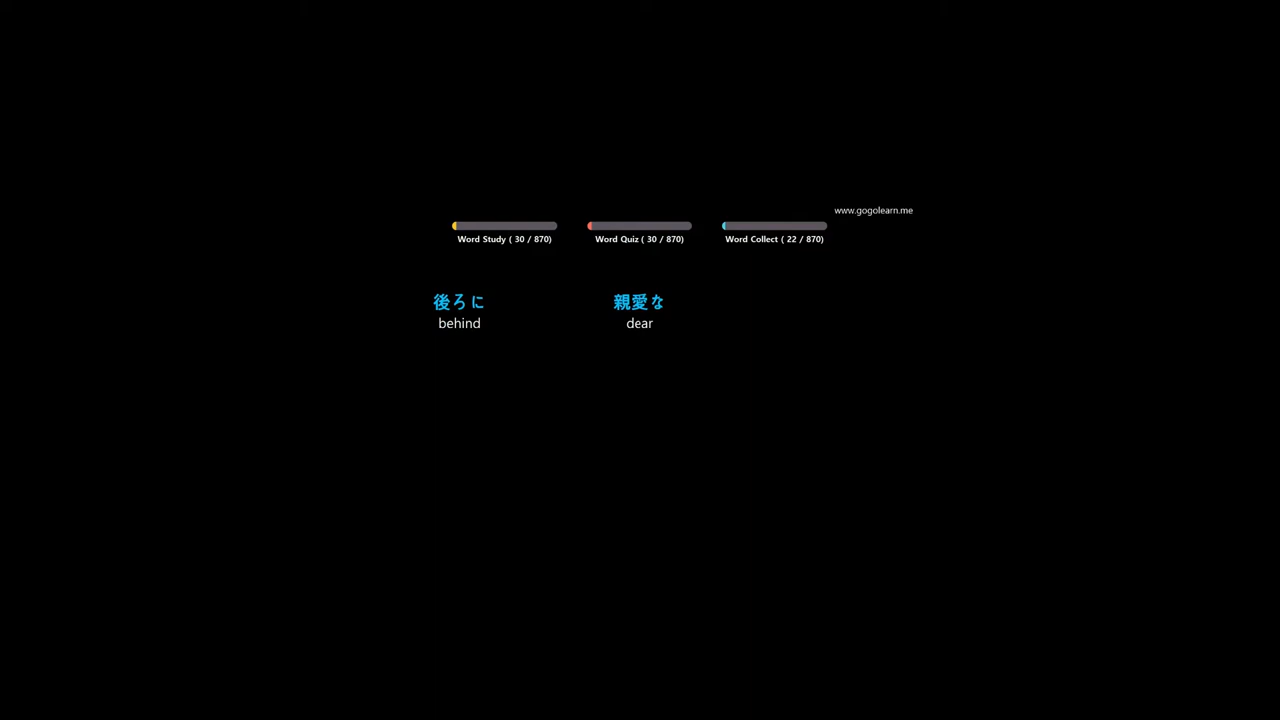 www.gogolearn.me
Word Study ( 30 / 870)
Word Quiz ( 30 / 870)
Word Collect ( 22 / 870)
後ろに
behind
親愛な
dear